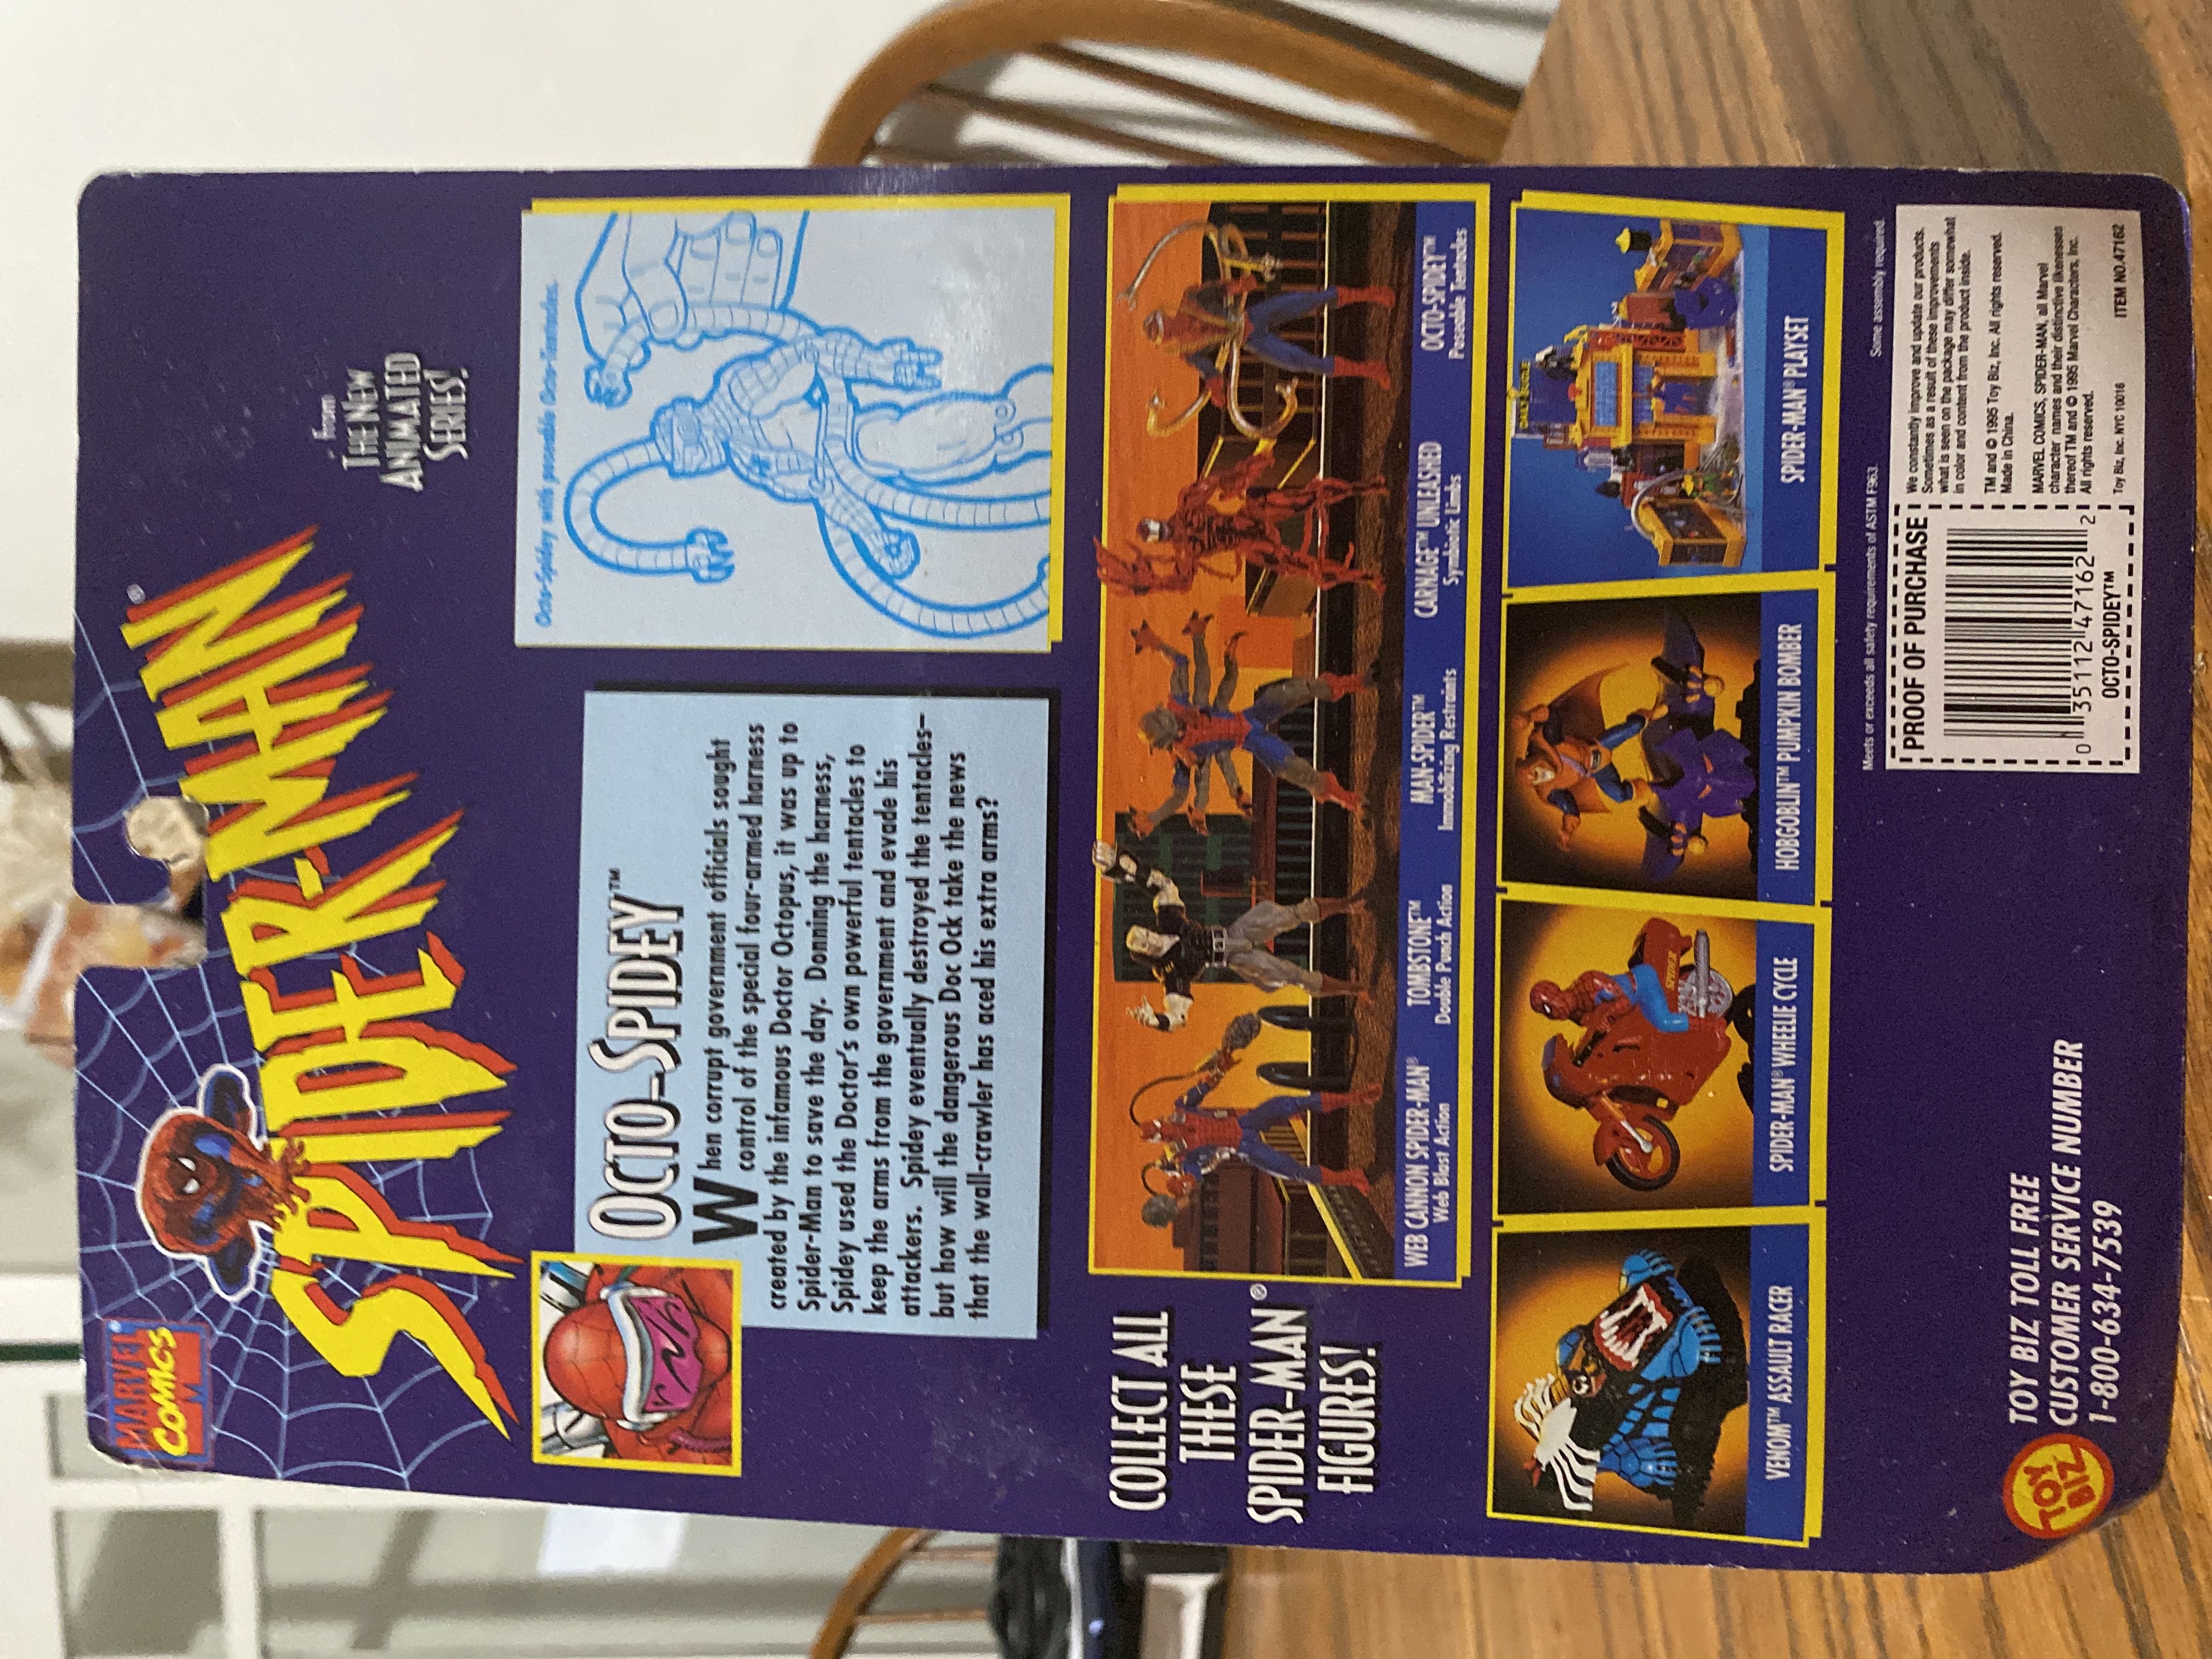 MARVEL®
COMICS
M
SPIDER-MAN®
from
THE NEW
ANIMATED
SERIES!
OCTO-SPIDEY™
When corrupt government officials sought
control of the special four-armed harness
created by the infamous Doctor Octopus, it was up to
Spider-Man to save the day. Donning the harness,
Spidey used the Doctor's own powerful tentacles to
keep the arms from the government and evade his
attackers. Spidey eventually destroyed the tentacles–
but how will the dangerous Doc Ock take the news
that the wall-crawler has aced his extra arms?
Octo-Spidey with poseable Octo-Tentacles.
COLLECT ALL
THESE
SPIDER-MAN®
FIGURES!
WEB CANNON SPIDER-MAN®
Web Blast Action
TOMBSTONE™
Double Punch Action
MAN-SPIDER™
Immobilizing Restraints
CARNAGE™ UNLEASHED
Symbiotic Limbs
OCTO-SPIDEY™
Poseable Tentacles
VENOM™ ASSAULT RACER
SPIDER-MAN® WHEELIE CYCLE
SPIDER
HOBGOBLIN™ PUMPKIN BOMBER
SPIDER-MAN® PLAYSET
DAILY BUGLE
Meets or exceeds all safety requirements of ASTM F963.
Some assembly required.
TOY BIZ
TOY BIZ TOLL FREE
CUSTOMER SERVICE NUMBER
1-800-634-7539
PROOF OF PURCHASE
0 35112 47162 2
OCTO-SPIDEY™
We constantly improve and update our products.
Sometimes as a result of these improvements
what is seen on the package may differ somewhat
in color and content from the product inside.
TM and © 1995 Toy Biz, Inc. All rights reserved.
Made in China.
MARVEL COMICS, SPIDER-MAN, all Marvel
character names and their distinctive likenesses
thereof TM and © 1995 Marvel Characters, Inc.
All rights reserved.
Toy Biz, Inc. NYC 10016 ITEM NO.47162